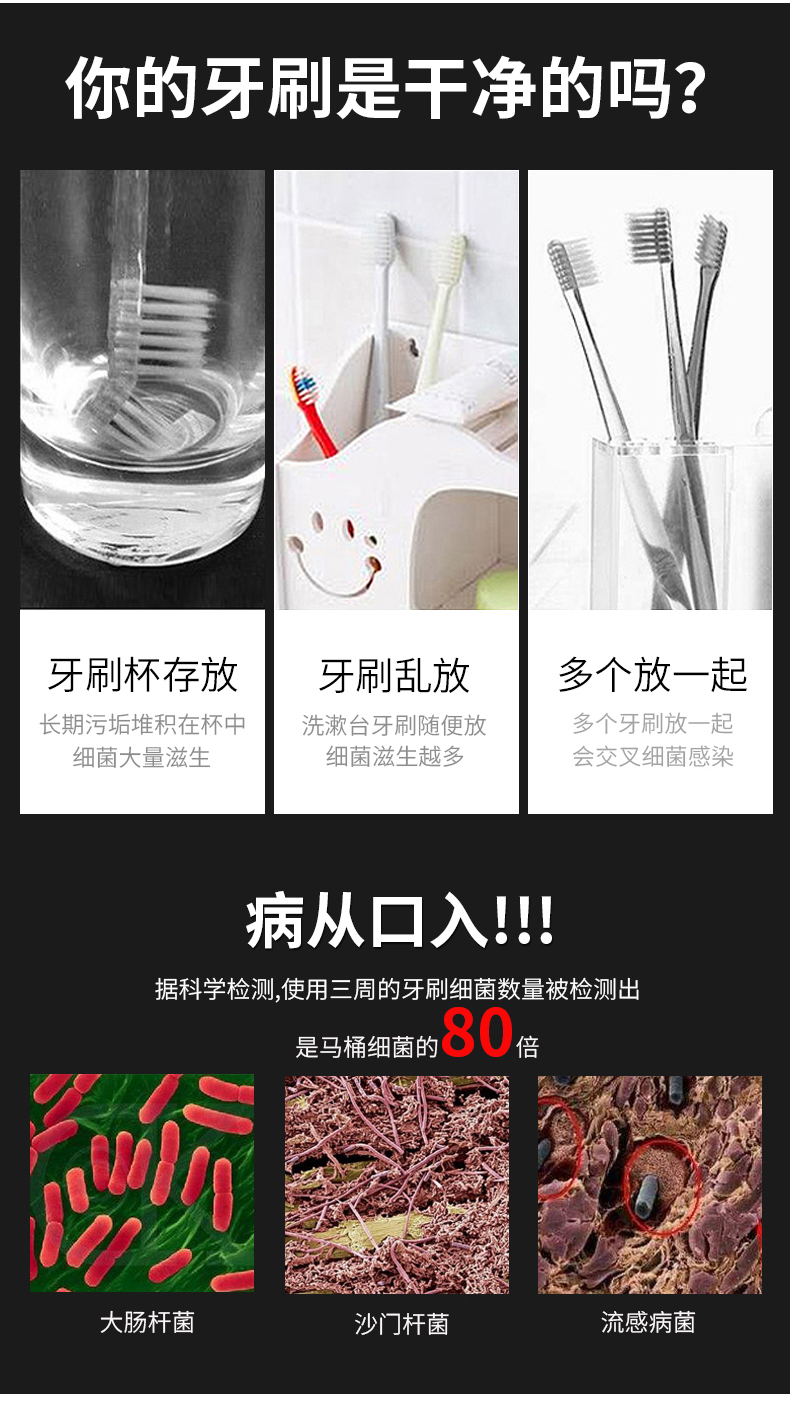 你的牙刷是干净的吗?
牙刷杯存放
长期污垢堆积在杯中
细菌大量滋生
牙刷乱放
洗漱台牙刷随便放
细菌滋生越多
多个放一起
多个牙刷放一起
会交叉细菌感染
病从口入!!!
据科学检测,使用三周的牙刷细菌数量被检测出
是马桶细菌的80倍
大肠杆菌
沙门杆菌
流感病菌